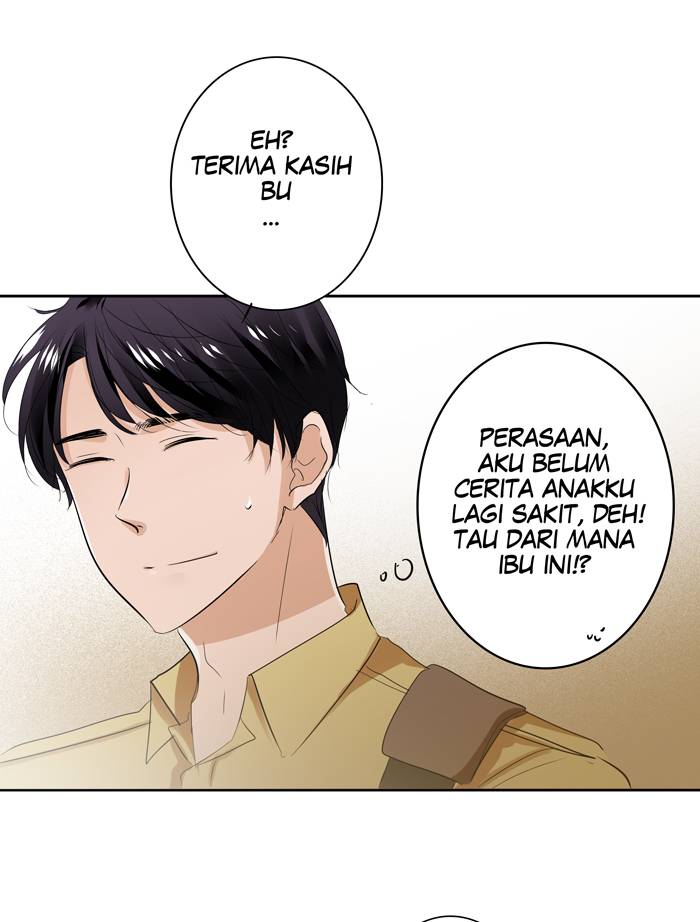 EH?
TERIMA KASIH
BU
...
PERASAAN,
AKU BELUM
CERITA ANAKKU
LAGI SAKIT, DEH!
TAU DARI MANA
IBU INI!?